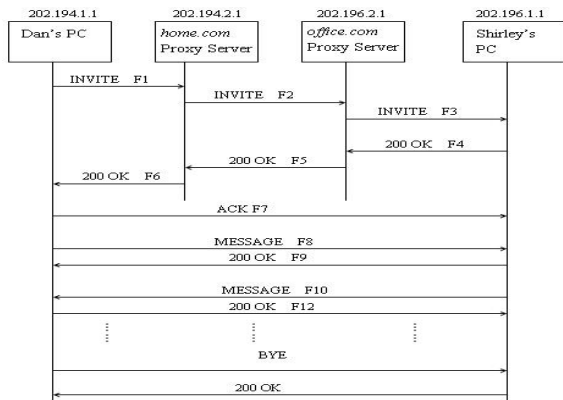 202.194.1.1 202.194.2.1 202.196.2.1 202.196.1.1
Dan's PC home.com office.com Shirley's
Proxy Server Proxy Server PC
INVITE F1
INVITE F2
INVITE F3
200 OK F4
200 OK F5
200 OK F6
ACK F7
MESSAGE F8
200 OK F9
MESSAGE F10
200 OK F12
BYE
200 OK